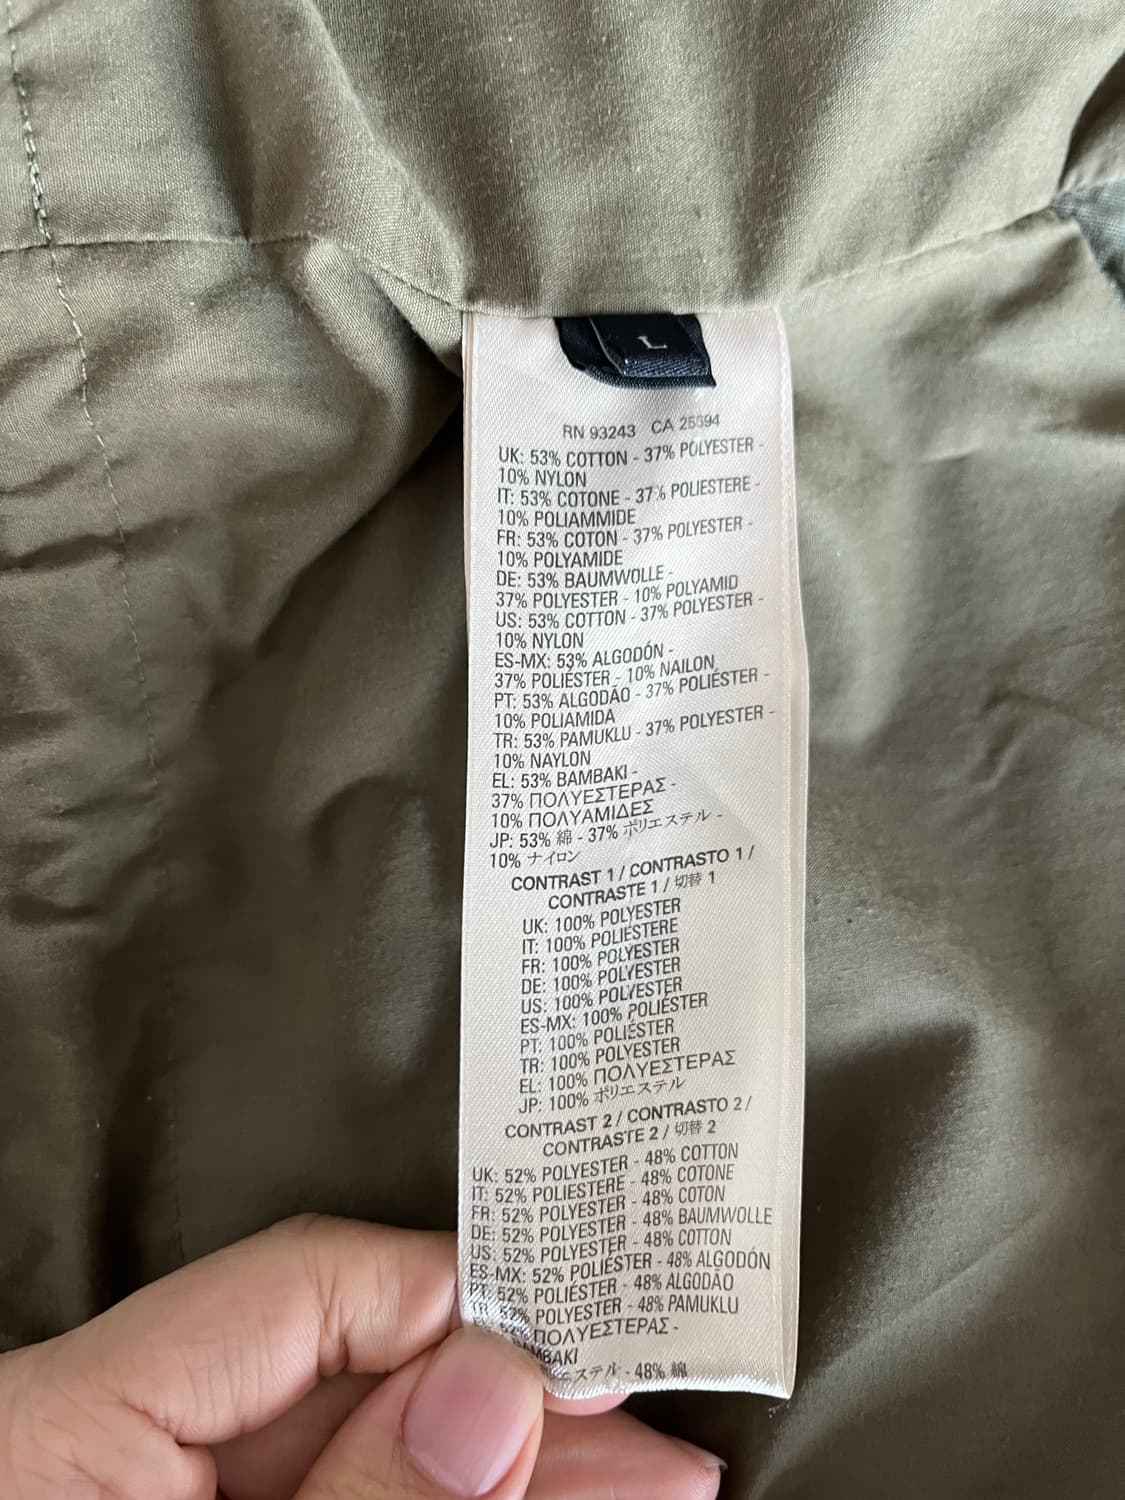 L
RN 93243 CA 25594
UK: 53% COTTON - 37% POLYESTER -
10% NYLON
IT: 53% COTONE - 37% POLIESTERE -
10% POLIAMMIDE
FR: 53% COTON - 37% POLYESTER -
10% POLYAMIDE
DE: 53% BAUMWOLLE -
37% POLYESTER - 10% POLYAMID
US: 53% COTTON - 37% POLYESTER -
10% NYLON
ES-MX: 53% ALGODÓN -
37% POLIÉSTER - 10% NAILON
PT: 53% ALGODÃO - 37% POLIÉSTER -
10% POLIAMIDA
TR: 53% PAMUKLU - 37% POLYESTER -
10% NAYLON
EL: 53% ΒΑΜΒΑΚΙ -
37% ΠΟΛΥΕΣΤΕΡΑΣ -
10% ΠΟΛΥΑΜΙΔΕΣ
JP: 53% 綿 - 37% ポリエステル -
10% ナイロン
CONTRAST 1 / CONTRASTO 1 /
CONTRASTE 1 / 切替 1
UK: 100% POLYESTER
IT: 100% POLIESTERE
FR: 100% POLYESTER
DE: 100% POLYESTER
US: 100% POLYESTER
ES-MX: 100% POLIÉSTER
PT: 100% POLIÉSTER
TR: 100% POLYESTER
EL: 100% ΠΟΛΥΕΣΤΕΡΑΣ
JP: 100% ポリエステル
CONTRAST 2 / CONTRASTO 2 /
CONTRASTE 2 / 切替 2
UK: 52% POLYESTER - 48% COTTON
IT: 52% POLIESTERE - 48% COTONE
FR: 52% POLYESTER - 48% COTON
DE: 52% POLYESTER - 48% BAUMWOLLE
US: 52% POLYESTER - 48% COTTON
ES-MX: 52% POLIÉSTER - 48% ALGODÓN
PT: 52% POLIÉSTER - 48% ALGODÃO
TR: 52% POLYESTER - 48% PAMUKLU
52% ΠΟΛΥΕΣΤΕΡΑΣ -
- 48% 綿